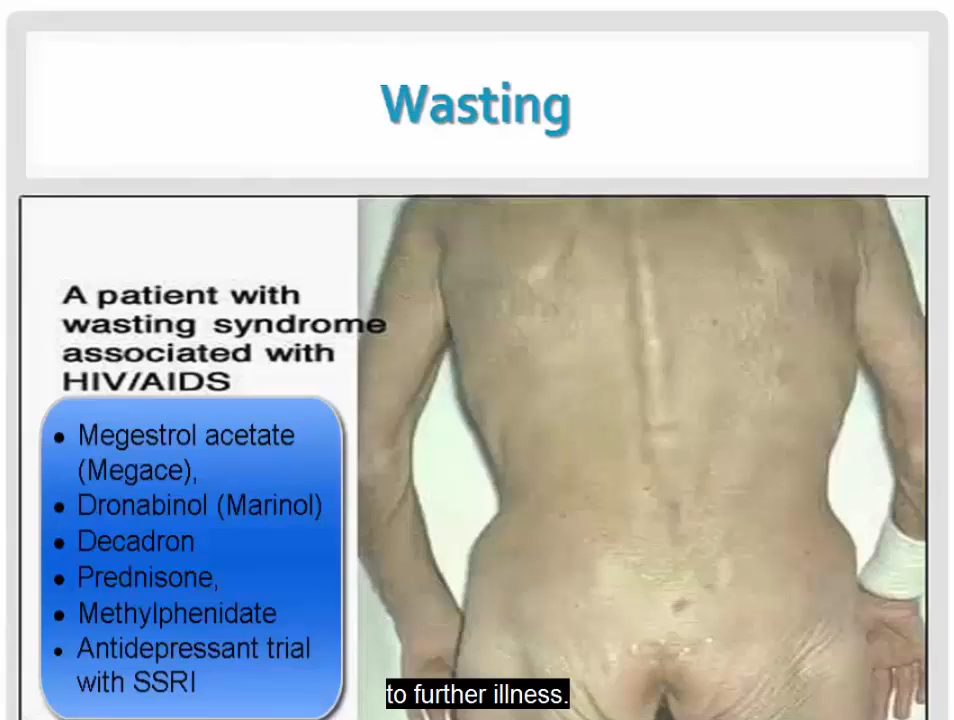 Wasting
A patient with
wasting syndrome
associated with
HIV/AIDS
• Megestrol acetate
(Megace),
• Dronabinol (Marinol)
• Decadron
• Prednisone,
• Methylphenidate
• Antidepressant trial
with SSRI
to further illness.